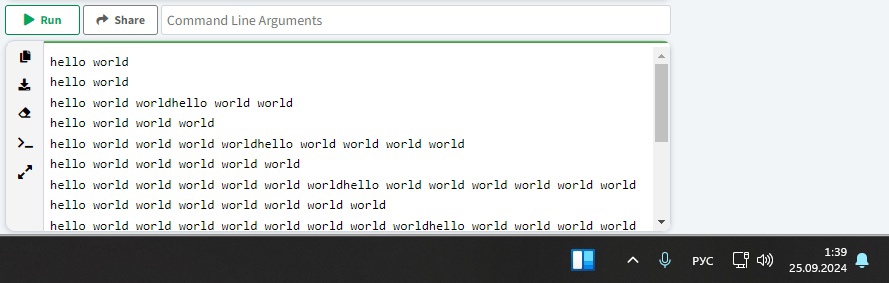 Run
Share
Command Line Arguments
hello world
hello world
hello world worldhello world world
hello world world world
hello world world world worldhello world world world world
hello world world world world world
hello world world world world world worldhello world world world world world world
hello world world world world world world world
hello world world world world world world world worldhello world world world world
РУС
1:39
25.09.2024